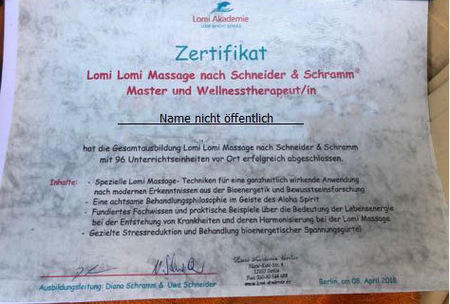 Lomi Akademie
Zertifikat
Lomi Lomi Massage nach Schneider & Schramm®
Master und Wellnesstherapeut/in
Name nicht öffentlich
hat die Gesamtausbildung Lomi Lomi Massage nach Schneider & Schramm
mit 96 Unterrichtseinheiten vor Ort erfolgreich abgeschlossen.
Inhalte: - Spezielle Lomi Massage- Techniken für eine ganzheitlich wirkende Anwendung
nach modernen Erkenntnissen aus der Bioenergetik und Bewusstseinsforschung
- Eine achtsame Behandlungsphilosophie im Geiste des Aloha Spirit
- Fundiertes Fachwissen und praktische Beispiele über die Bedeutung der Lebensenergie
bei der Entstehung von Krankheiten und deren Harmonisierung bei der Lomi Massage.
- Gezielte Stressreduktion und Behandlung bioenergetischer Spannungsgürtel
Ausbildungsleitung: Diana Schramm & Uwe Schneider
Berlin, am 08. April 2018